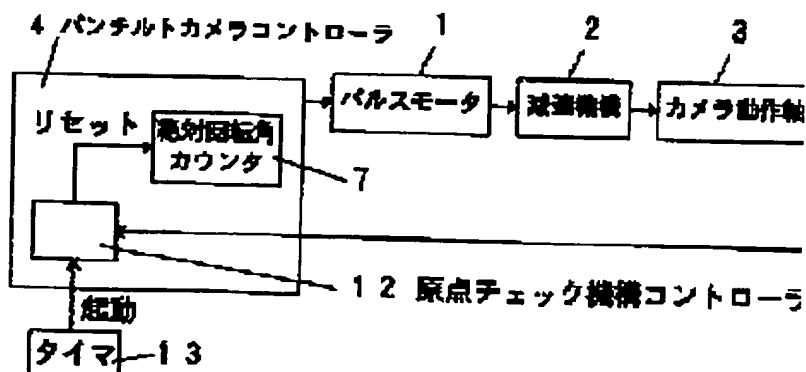 4 パンチルトカメラコントローラ
1
2
3
パルスモータ
減速機構
カメラ動作軸
リセット
絶対回転角
カウンタ
7
12 原点チェック機構コントローラ
起動
タイマ
13